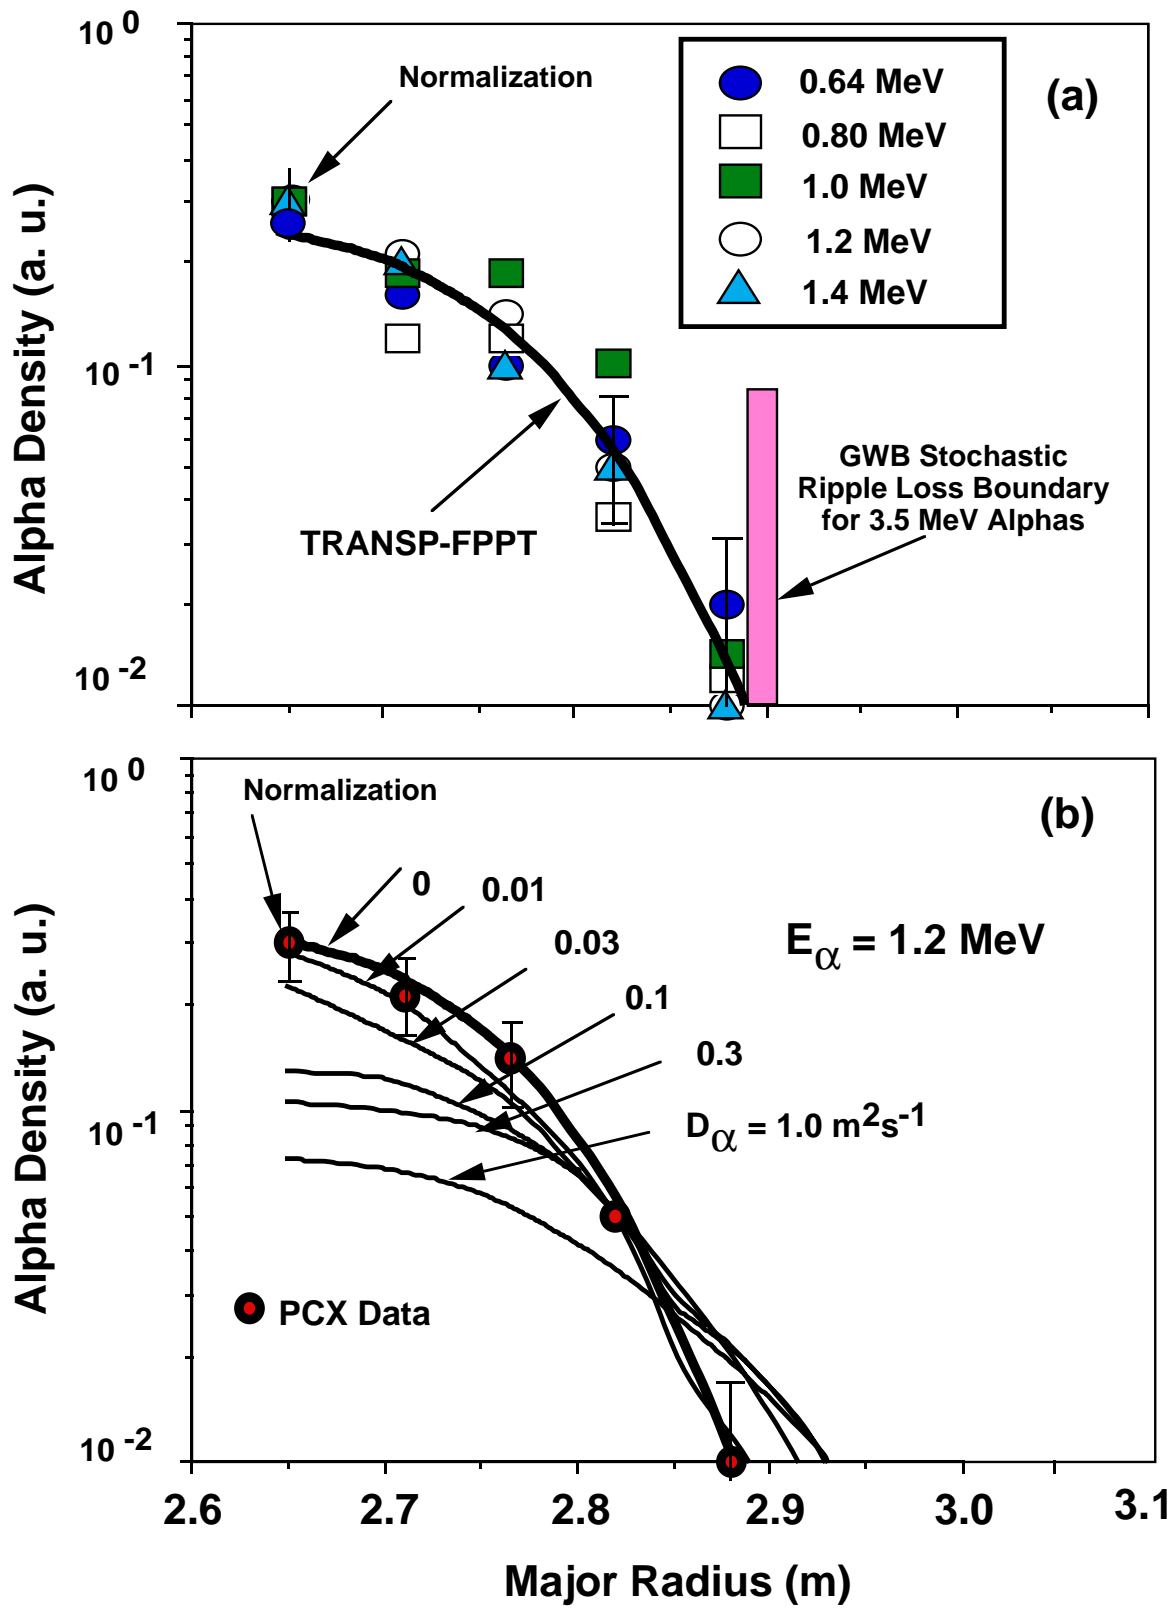 10^0
Normalization
0.64 MeV
0.80 MeV
1.0 MeV
1.2 MeV
1.4 MeV
(a)
Alpha Density (a. u.)
10^-1
TRANSP-FPPT
GWB Stochastic
Ripple Loss Boundary
for 3.5 MeV Alphas
10^-2
10^0
Normalization
(b)
0
0.01
0.03
E_α = 1.2 MeV
0.1
0.3
D_α = 1.0 m^2s^-1
Alpha Density (a. u.)
10^-1
PCX Data
10^-2
2.6
2.7
2.8
2.9
3.0
3.1
Major Radius (m)